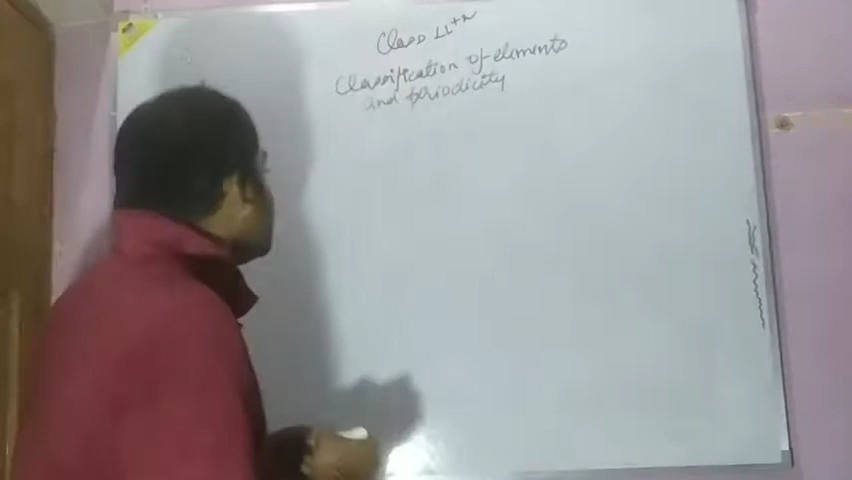 Class 11th
Classification of elements
and periodicity